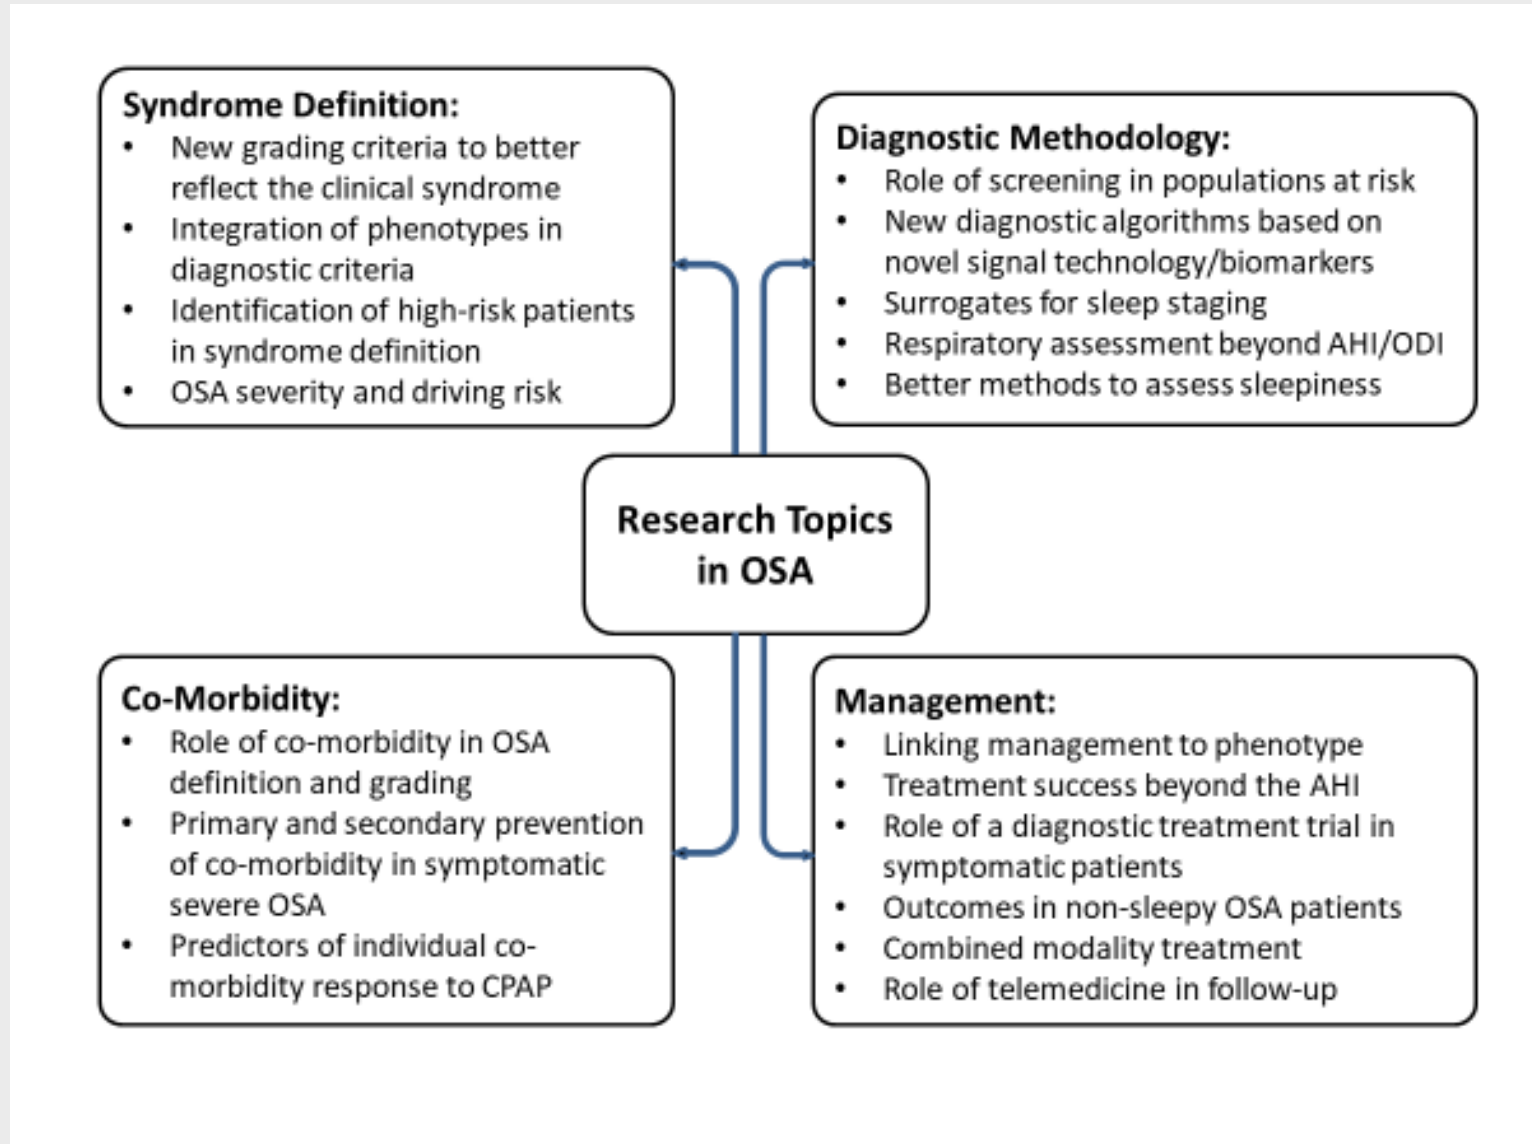 Syndrome Definition:
• New grading criteria to better
reflect the clinical syndrome
• Integration of phenotypes in
diagnostic criteria
• Identification of high-risk patients
in syndrome definition
• OSA severity and driving risk
Diagnostic Methodology:
• Role of screening in populations at risk
• New diagnostic algorithms based on
novel signal technology/biomarkers
• Surrogates for sleep staging
• Respiratory assessment beyond AHI/ODI
• Better methods to assess sleepiness
Research Topics
in OSA
Co-Morbidity:
• Role of co-morbidity in OSA
definition and grading
• Primary and secondary prevention
of co-morbidity in symptomatic
severe OSA
• Predictors of individual co-
morbidity response to CPAP
Management:
• Linking management to phenotype
• Treatment success beyond the AHI
• Role of a diagnostic treatment trial in
symptomatic patients
• Outcomes in non-sleepy OSA patients
• Combined modality treatment
• Role of telemedicine in follow-up